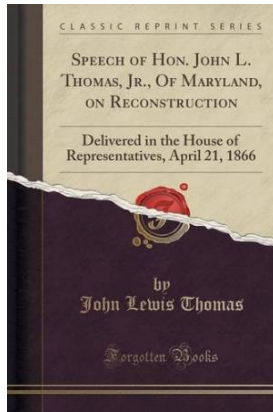 CLASSIC REPRINT SERIES
SPEECH OF HON. JOHN L.
THOMAS, JR., OF MARYLAND,
ON RECONSTRUCTION
Delivered in the House of
Representatives, April 21, 1866
by
John Lewis Thomas
Forgotten Books